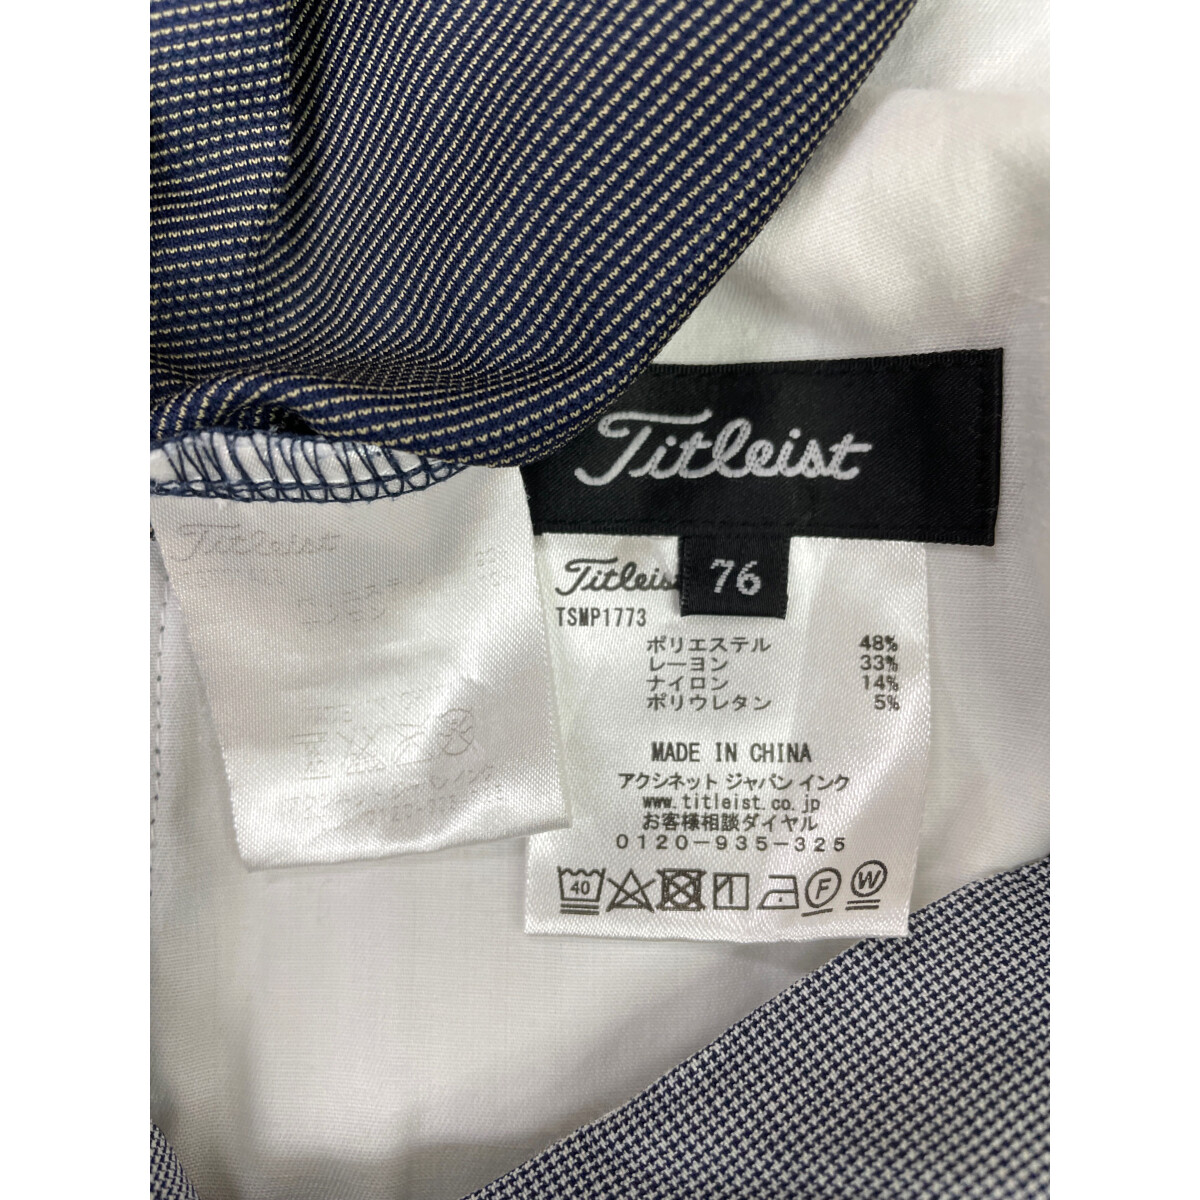 Titleist
76
Titleist
TSMP1773
ポリエステル 48%
レーヨン 33%
ナイロン 14%
ポリウレタン 5%
MADE IN CHINA
アクシネット ジャパン インク
www.titleist.co.jp
お客様相談ダイヤル
0120-935-325
40
F
W
Titleist